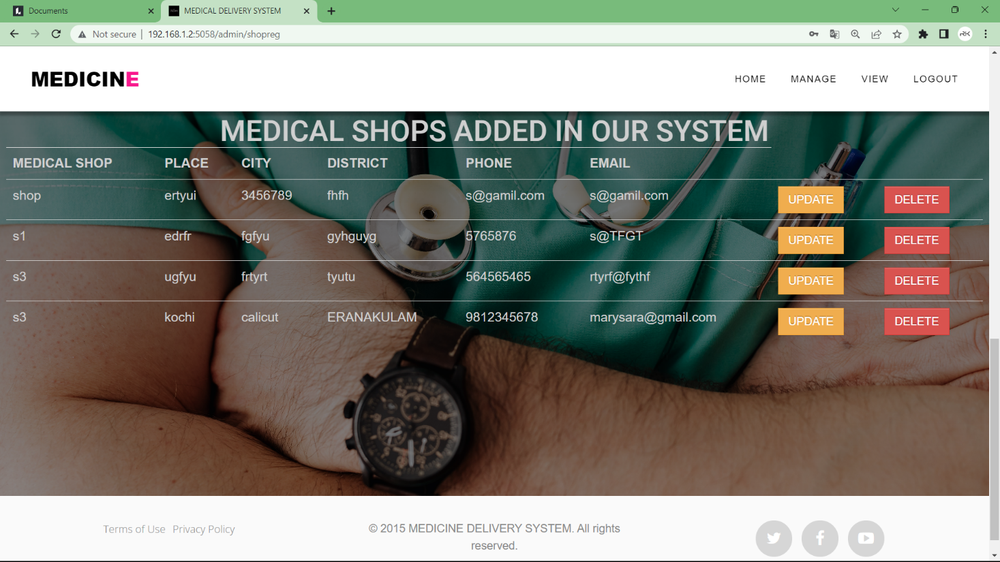 Documents
MEDICAL DELIVERY SYSTEM
Not secure | 192.168.1.2:5058/admin/shopreg
RK
MEDICINE
HOME MANAGE VIEW LOGOUT
MEDICAL SHOPS ADDED IN OUR SYSTEM
MEDICAL SHOP PLACE CITY DISTRICT PHONE EMAIL
shop ertyui 3456789 fhfh s@gamil.com s@gamil.com UPDATE DELETE
s1 edrfr fgfyu gyhguyg 5765876 s@TFGT UPDATE DELETE
s3 ugfyu frtyrt tyutu 564565465 rtyrf@fythf UPDATE DELETE
s3 kochi calicut ERANAKULAM 9812345678 marysara@gmail.com UPDATE DELETE
Terms of Use Privacy Policy
© 2015 MEDICINE DELIVERY SYSTEM. All rights
reserved.